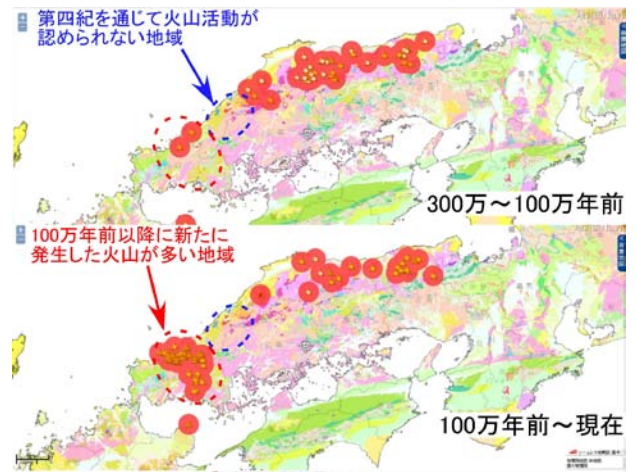 第四紀を通じて火山活動が
認められない地域
300万～100万年前
100万年前以降に新たに
発生した火山が多い地域
100万年前～現在